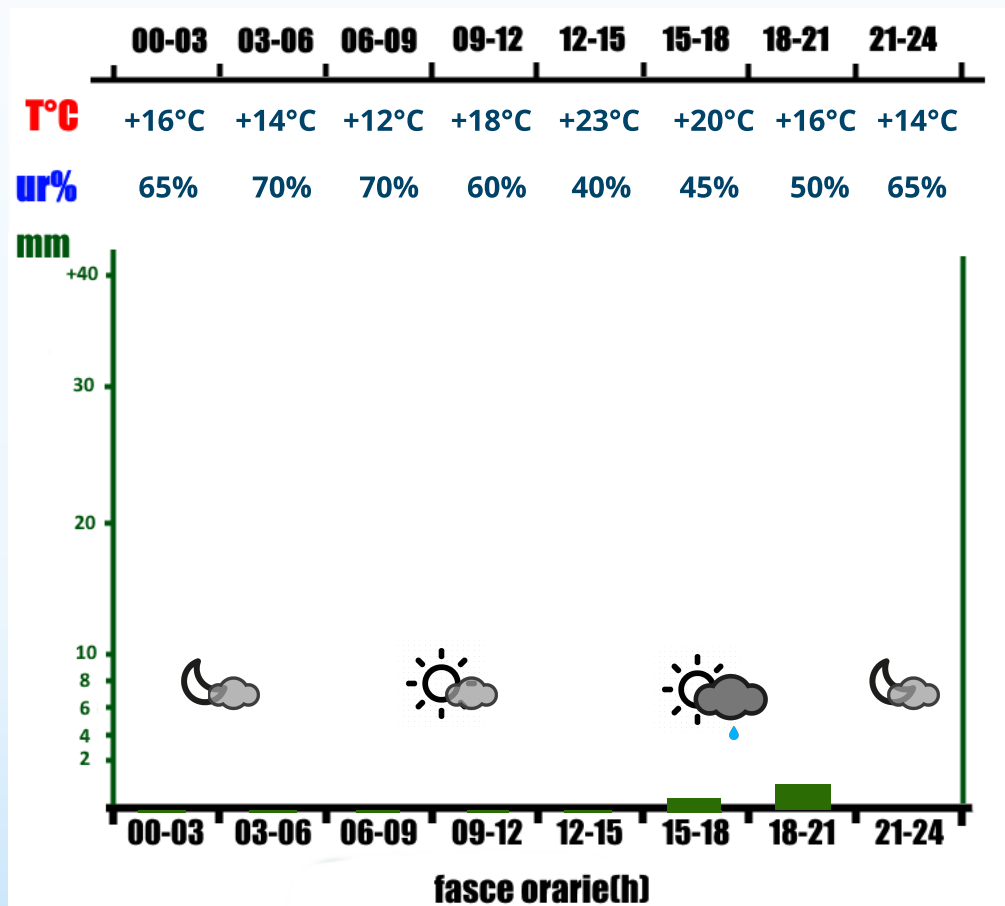 00-03 03-06 06-09 09-12 12-15 15-18 18-21 21-24
T°C +16°C +14°C +12°C +18°C +23°C +20°C +16°C +14°C
ur% 65% 70% 70% 60% 40% 45% 50% 65%
mm
+40
30
20
10
8
6
4
2
00-03 03-06 06-09 09-12 12-15 15-18 18-21 21-24
fasce orarie(h)